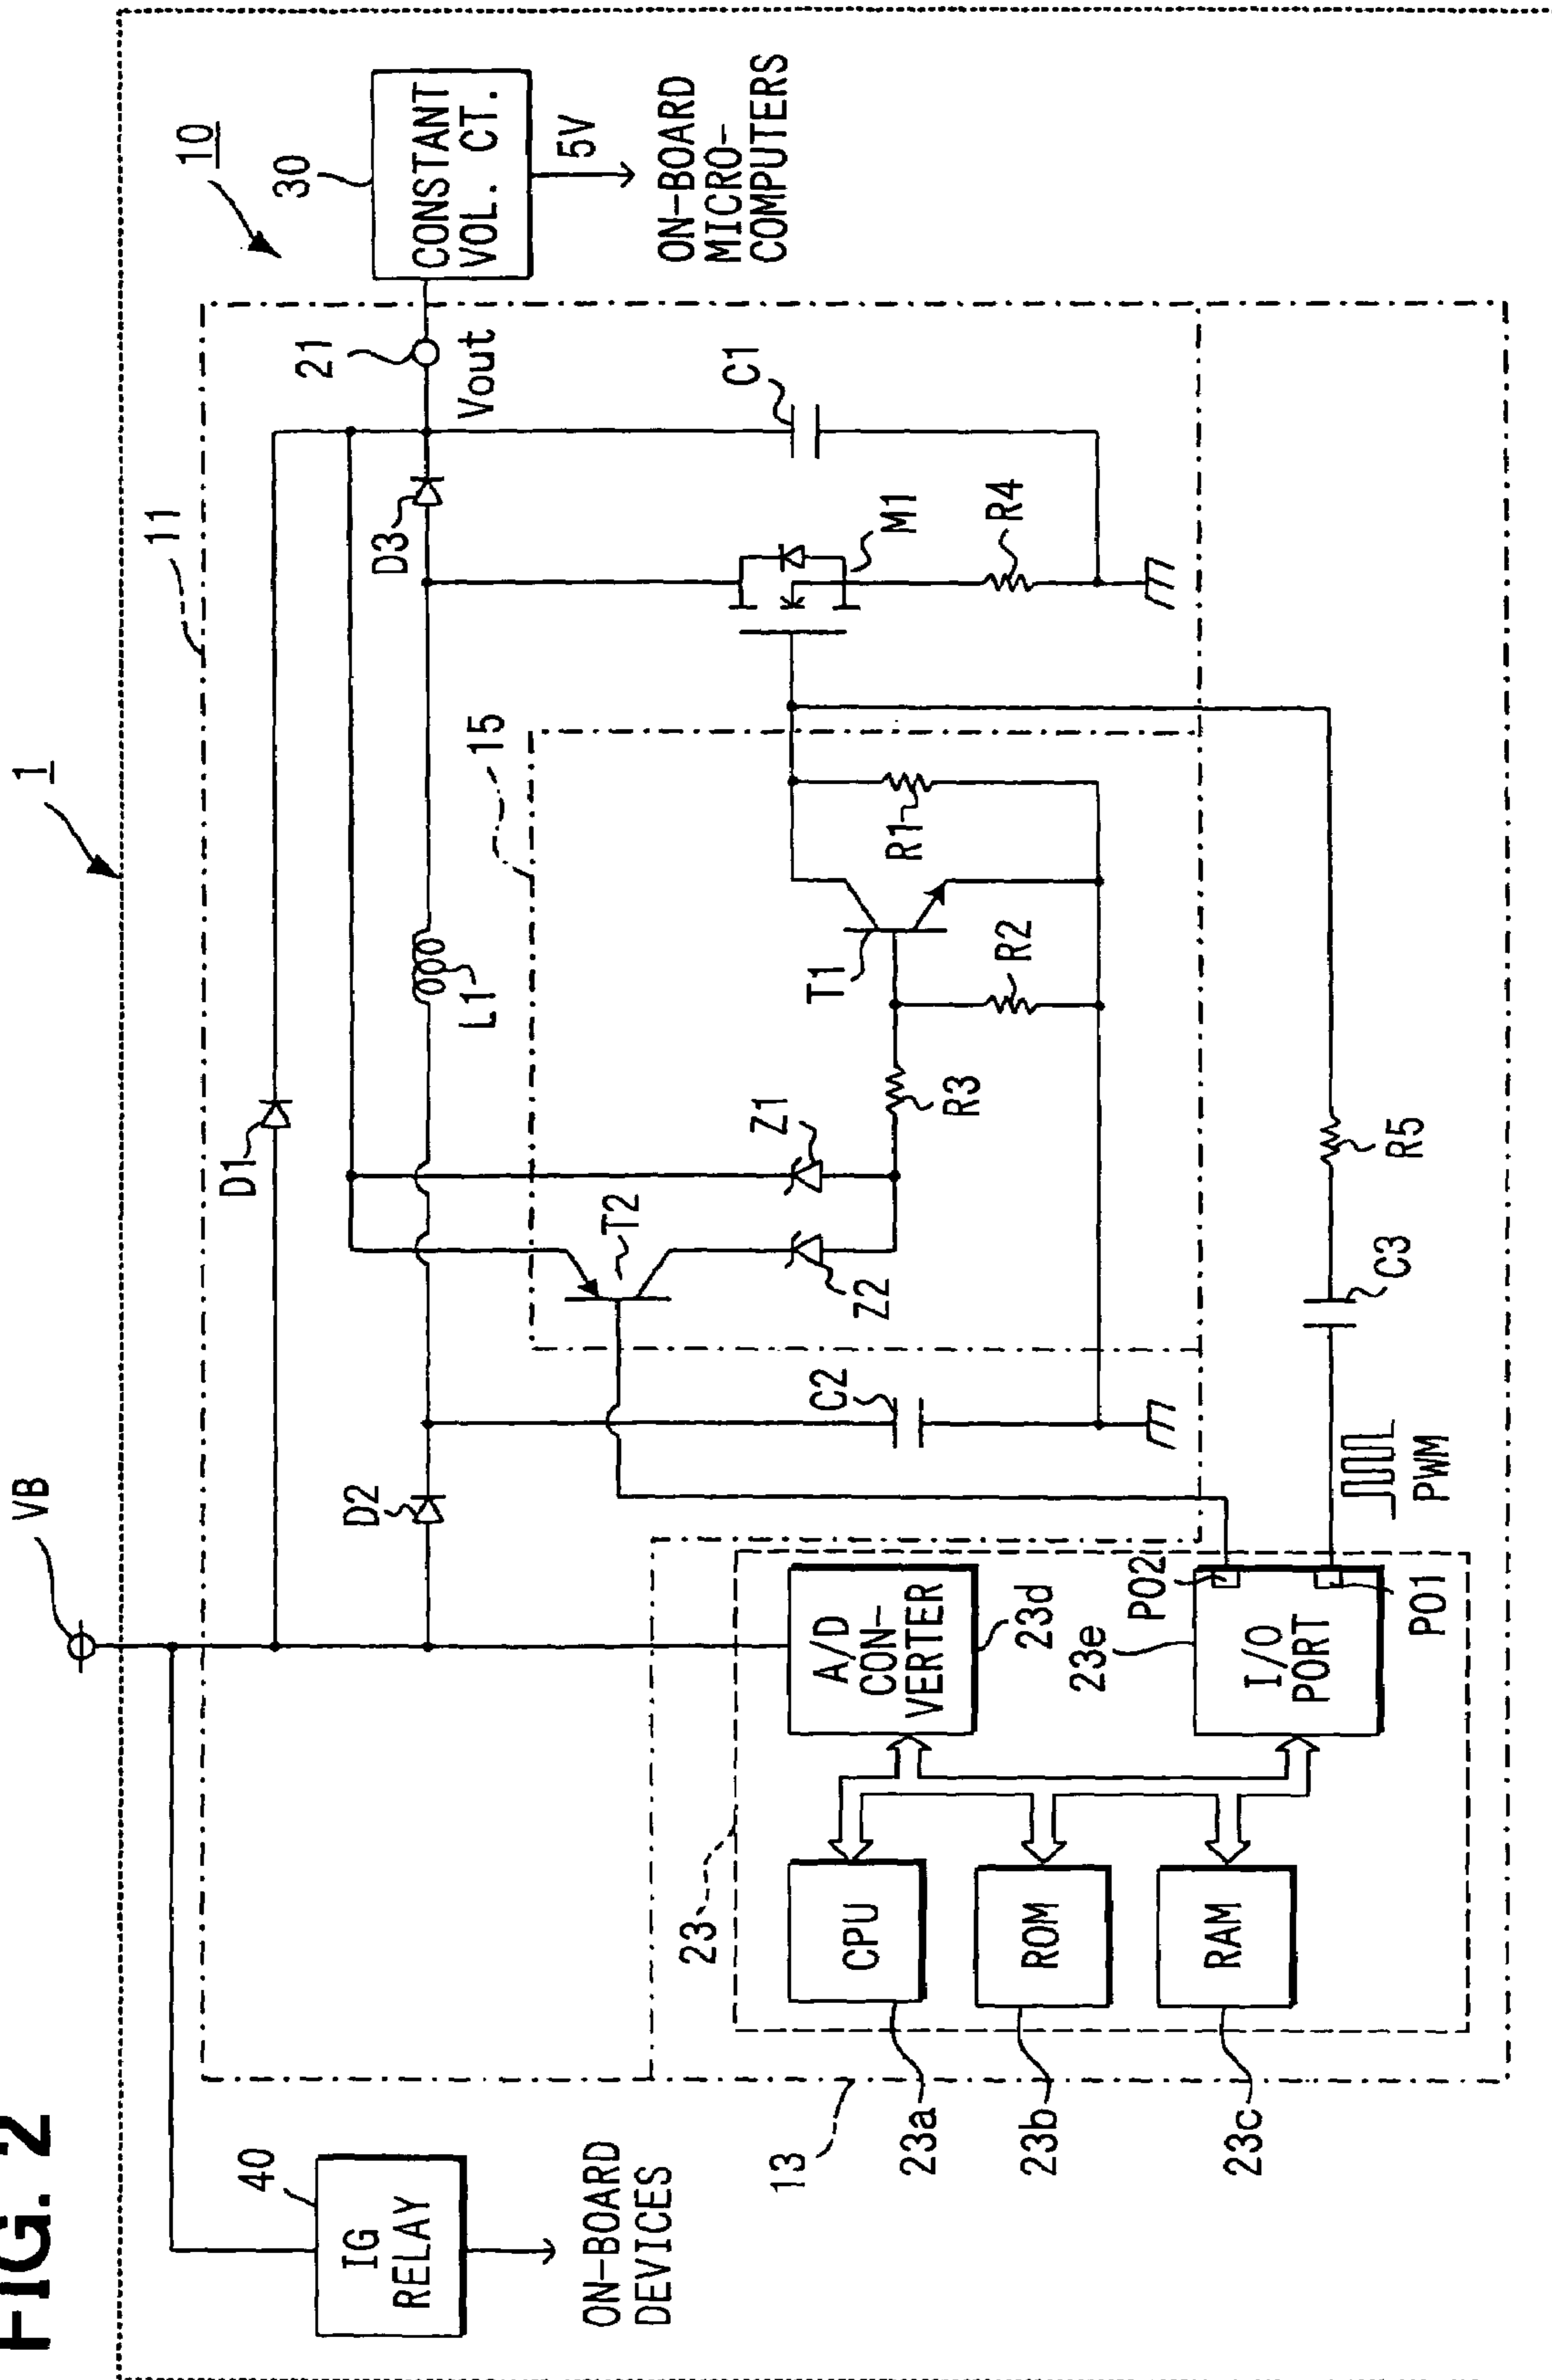 FIG. 2
1
VB
10
11
30
CONSTANT
VOL. CT.
5V
ON-BOARD
MICRO-
COMPUTERS
21
Vout
D1
D3
L1
C1
15
M1
R4
R1
T1
R2
R3
Z1
T2
Z2
D2
C2
R5
C3
PWM
40
IG
RELAY
ON-BOARD
DEVICES
A/D
CON-
VERTER
23d
23e
PO2
PO1
I/O
PORT
23
CPU
ROM
RAM
13
23a
23b
23c